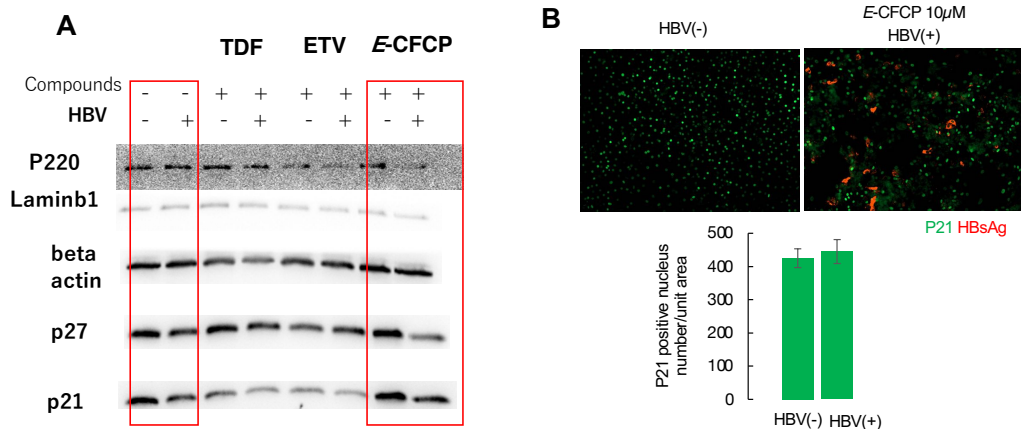 A
TDF ETV E-CFCP
Compounds - - + + + + + +
HBV - + - + - + - +
P220
Laminb1
beta
actin
p27
p21
B
HBV(-)
E-CFCP 10µM
HBV(+)
P21 HBsAg
P21 positive nucleus
number/unit area
500
400
300
200
100
0
HBV(-) HBV(+)